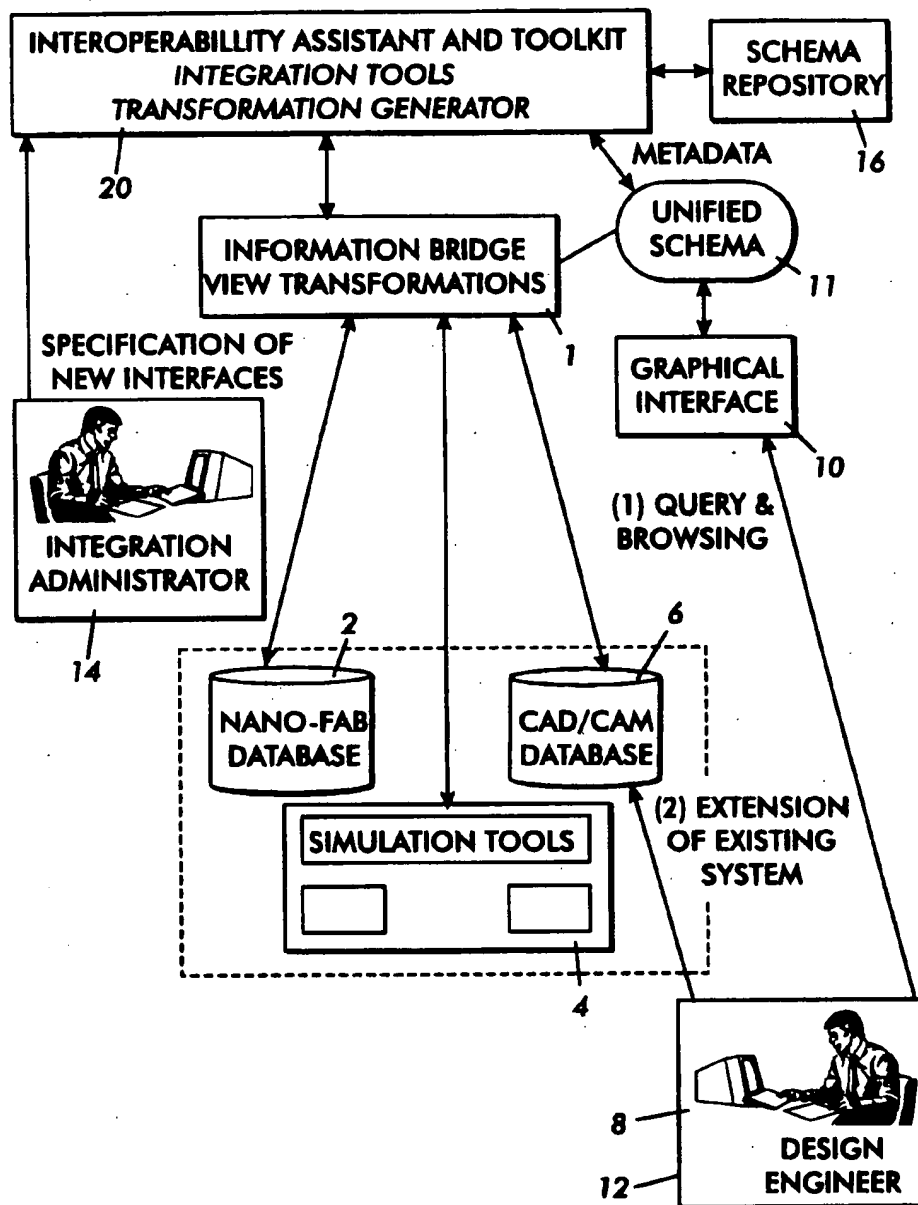 INTEROPERABILLITY ASSISTANT AND TOOLKIT
INTEGRATION TOOLS
TRANSFORMATION GENERATOR
SCHEMA
REPOSITORY
20
METADATA
16
UNIFIED
SCHEMA
11
INFORMATION BRIDGE
VIEW TRANSFORMATIONS
1
SPECIFICATION OF
NEW INTERFACES
GRAPHICAL
INTERFACE
10
INTEGRATION
ADMINISTRATOR
14
(1) QUERY &
BROWSING
2
6
NANO-FAB
DATABASE
CAD/CAM
DATABASE
(2) EXTENSION
OF EXISTING
SYSTEM
SIMULATION TOOLS
4
8
DESIGN
ENGINEER
12